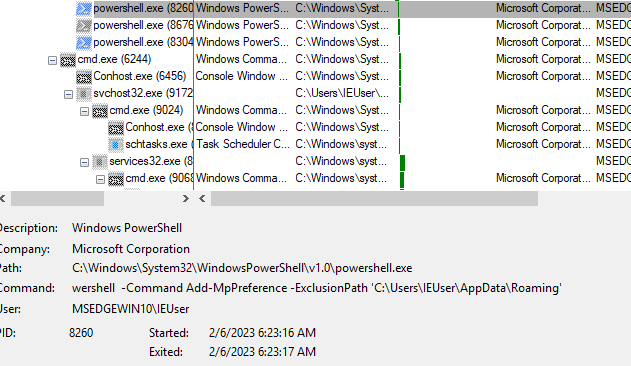 powershell.exe (8260 Windows PowerS... C:\Windows\Syst... Microsoft Corporat... MSEDG
powershell.exe (8676 Windows PowerS... C:\Windows\Syst... Microsoft Corporat... MSEDG
powershell.exe (8304 Windows PowerS... C:\Windows\Syst... Microsoft Corporat... MSEDG
cmd.exe (6244) Windows Comma... C:\Windows\syst... Microsoft Corporat... MSEDG
Conhost.exe (6456) Console Window ... C:\Windows\Syst... Microsoft Corporat... MSEDG
svchost32.exe (9172 C:\Users\IEUser\... MSEDG
cmd.exe (9024) Windows Comma... C:\Windows\syst... Microsoft Corporat... MSEDG
Conhost.exe (8 Console Window ... C:\Windows\Syst... Microsoft Corporat... MSEDG
schtasks.exe ( Task Scheduler C... C:\Windows\syst... Microsoft Corporat... MSEDG
services32.exe (8 C:\Windows\syst... MSEDG
cmd.exe (9068 Windows Comma... C:\Windows\syst... Microsoft Corporat... MSEDG
Description: Windows PowerShell
Company: Microsoft Corporation
Path: C:\Windows\System32\WindowsPowerShell\v1.0\powershell.exe
Command: wershell -Command Add-MpPreference -ExclusionPath 'C:\Users\IEUser\AppData\Roaming'
User: MSEDGEWIN10\IEUser
PID: 8260 Started: 2/6/2023 6:23:16 AM
Exited: 2/6/2023 6:23:17 AM